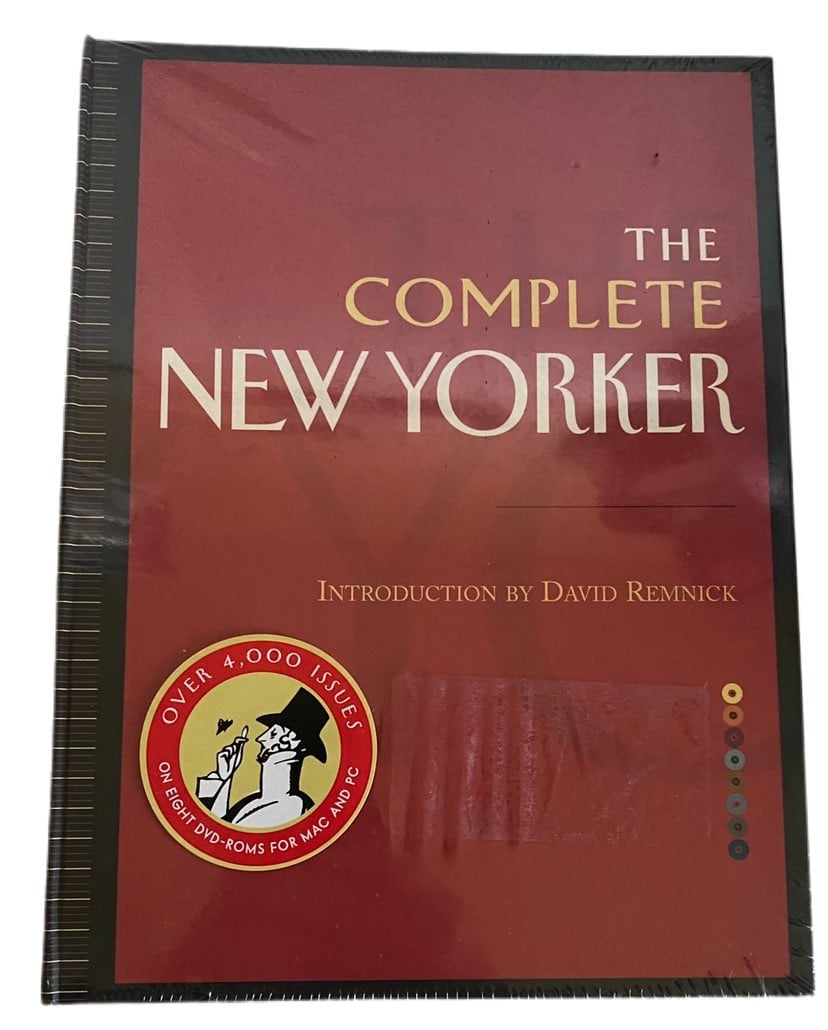 THE
COMPLETE
NEW YORKER
INTRODUCTION BY DAVID REMNICK
OVER 4,000 ISSUES
ON EIGHT DVD-ROMS FOR MAC AND PC